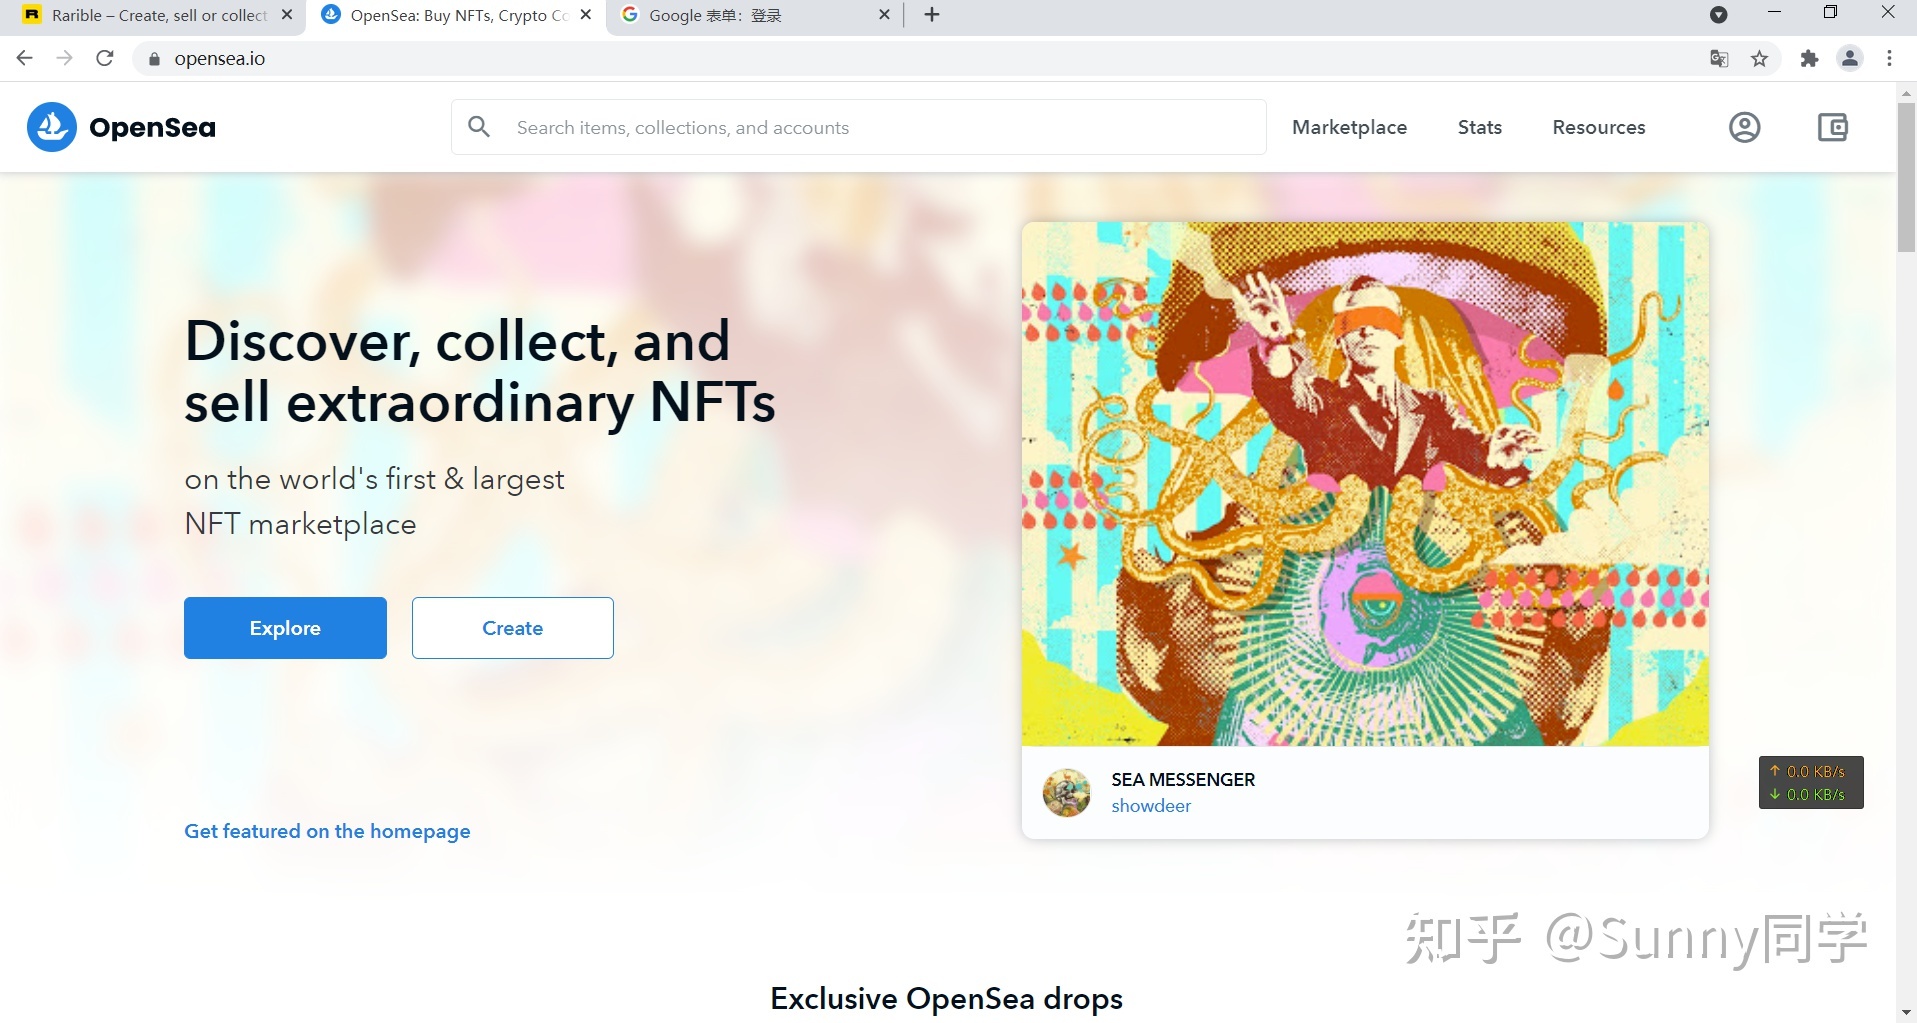 Rarible – Create, sell or collect
OpenSea: Buy NFTs, Crypto Co
Google 表单：登录
opensea.io
OpenSea
Search items, collections, and accounts
Marketplace
Stats
Resources
Discover, collect, and
sell extraordinary NFTs
on the world's first & largest
NFT marketplace
Explore
Create
Get featured on the homepage
SEA MESSENGER
showdeer
↑ 0.0 KB/s
↓ 0.0 KB/s
知乎 @Sunny同学
Exclusive OpenSea drops